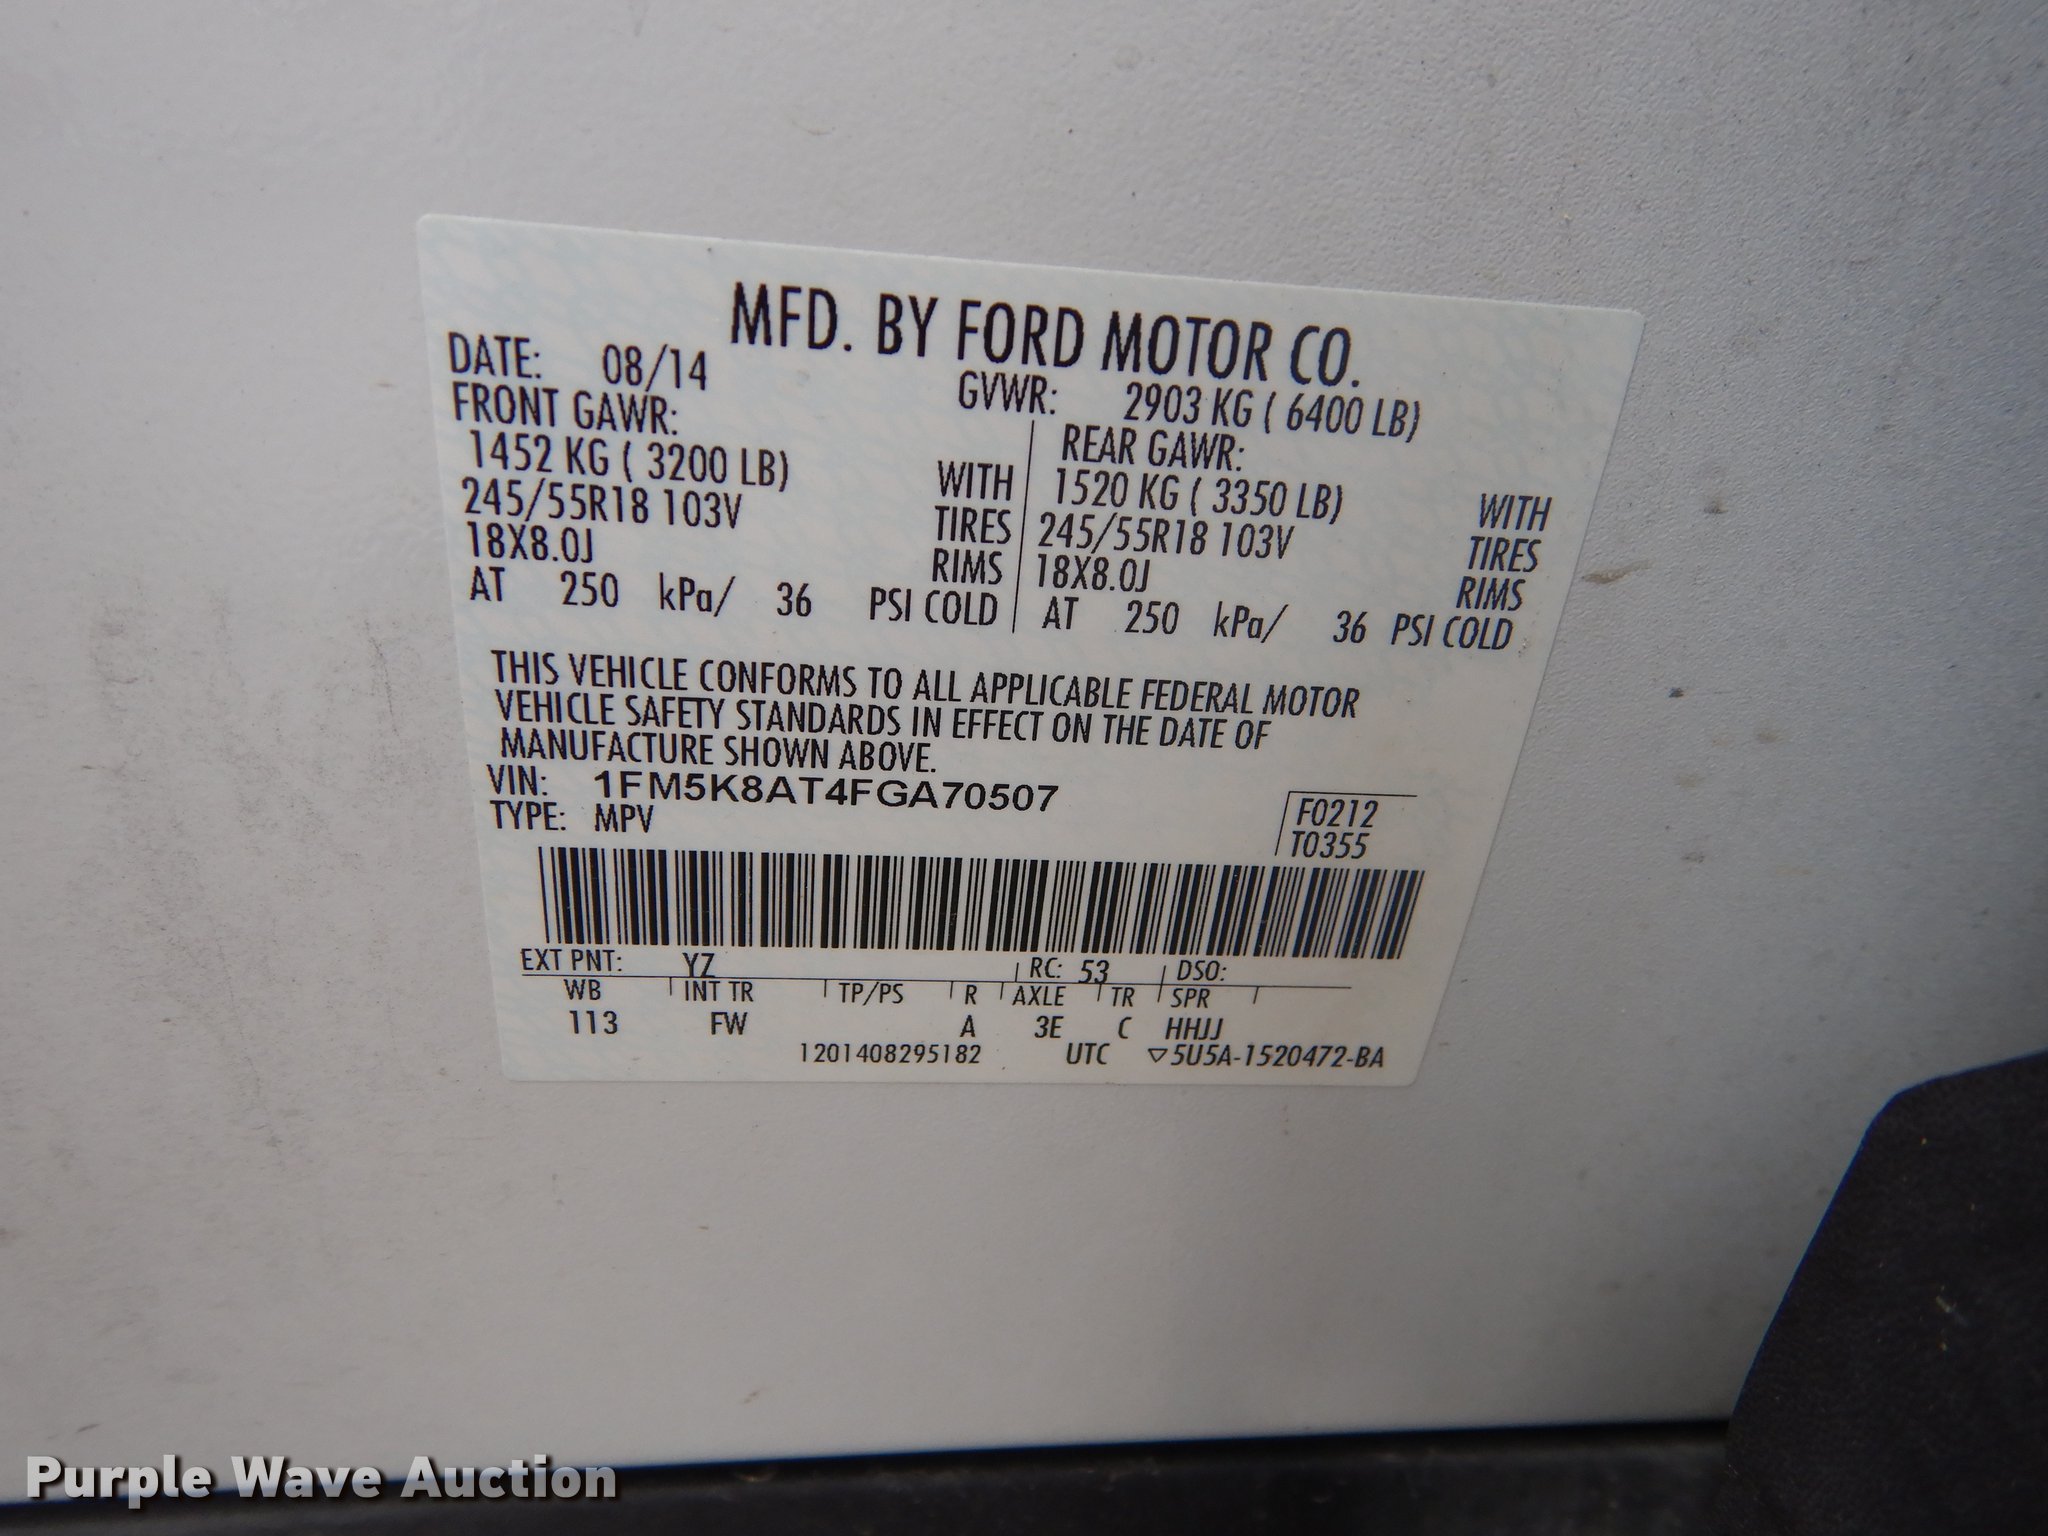 MFD. BY FORD MOTOR CO.
DATE: 08/14 GVWR: 2903 KG ( 6400 LB)
FRONT GAWR: REAR GAWR:
1452 KG ( 3200 LB) WITH 1520 KG ( 3350 LB) WITH
245/55R18 103V TIRES 245/55R18 103V TIRES
18X8.0J RIMS 18X8.0J RIMS
AT 250 kPa/ 36 PSI COLD AT 250 kPa/ 36 PSI COLD
THIS VEHICLE CONFORMS TO ALL APPLICABLE FEDERAL MOTOR
VEHICLE SAFETY STANDARDS IN EFFECT ON THE DATE OF
MANUFACTURE SHOWN ABOVE.
VIN: 1FM5K8AT4FGA70507 F0212
TYPE: MPV T0355
EXT PNT: YZ RC: 53 DSO:
WB INT TR TP/PS R AXLE TR SPR
113 FW A 3E C HHJJ
1201408295182 UTC ▽5U5A-1520472-BA
Purple Wave Auction